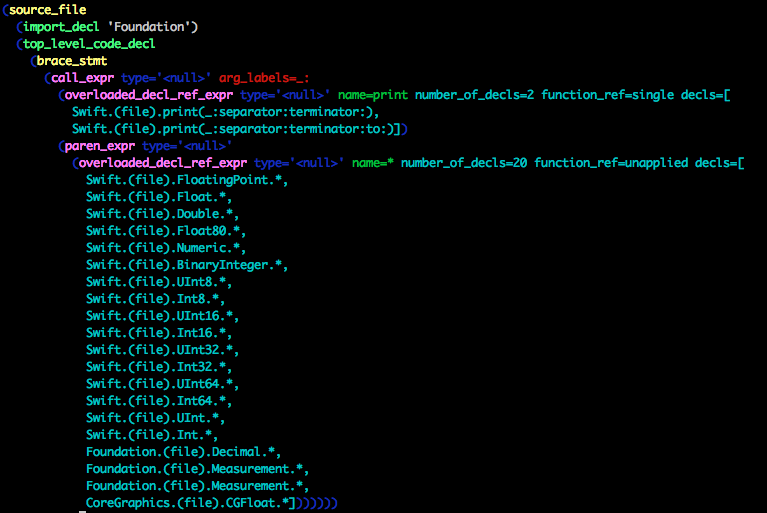 (source_file
  (import_decl 'Foundation')
  (top_level_code_decl
    (brace_stmt
      (call_expr type='<null>' arg_labels=_:
        (overloaded_decl_ref_expr type='<null>' name=print number_of_decls=2 function_ref=single decls=[
          Swift.(file).print(_:separator:terminator:),
          Swift.(file).print(_:separator:terminator:to:)])
        (paren_expr type='<null>'
          (overloaded_decl_ref_expr type='<null>' name=* number_of_decls=20 function_ref=unapplied decls=[
            Swift.(file).FloatingPoint.*,
            Swift.(file).Float.*,
            Swift.(file).Double.*,
            Swift.(file).Float80.*,
            Swift.(file).Numeric.*,
            Swift.(file).BinaryInteger.*,
            Swift.(file).UInt8.*,
            Swift.(file).Int8.*,
            Swift.(file).UInt16.*,
            Swift.(file).Int16.*,
            Swift.(file).UInt32.*,
            Swift.(file).Int32.*,
            Swift.(file).UInt64.*,
            Swift.(file).Int64.*,
            Swift.(file).UInt.*,
            Swift.(file).Int.*,
            Foundation.(file).Decimal.*,
            Foundation.(file).Measurement.*,
            Foundation.(file).Measurement.*,
            CoreGraphics.(file).CGFloat.*]))))))